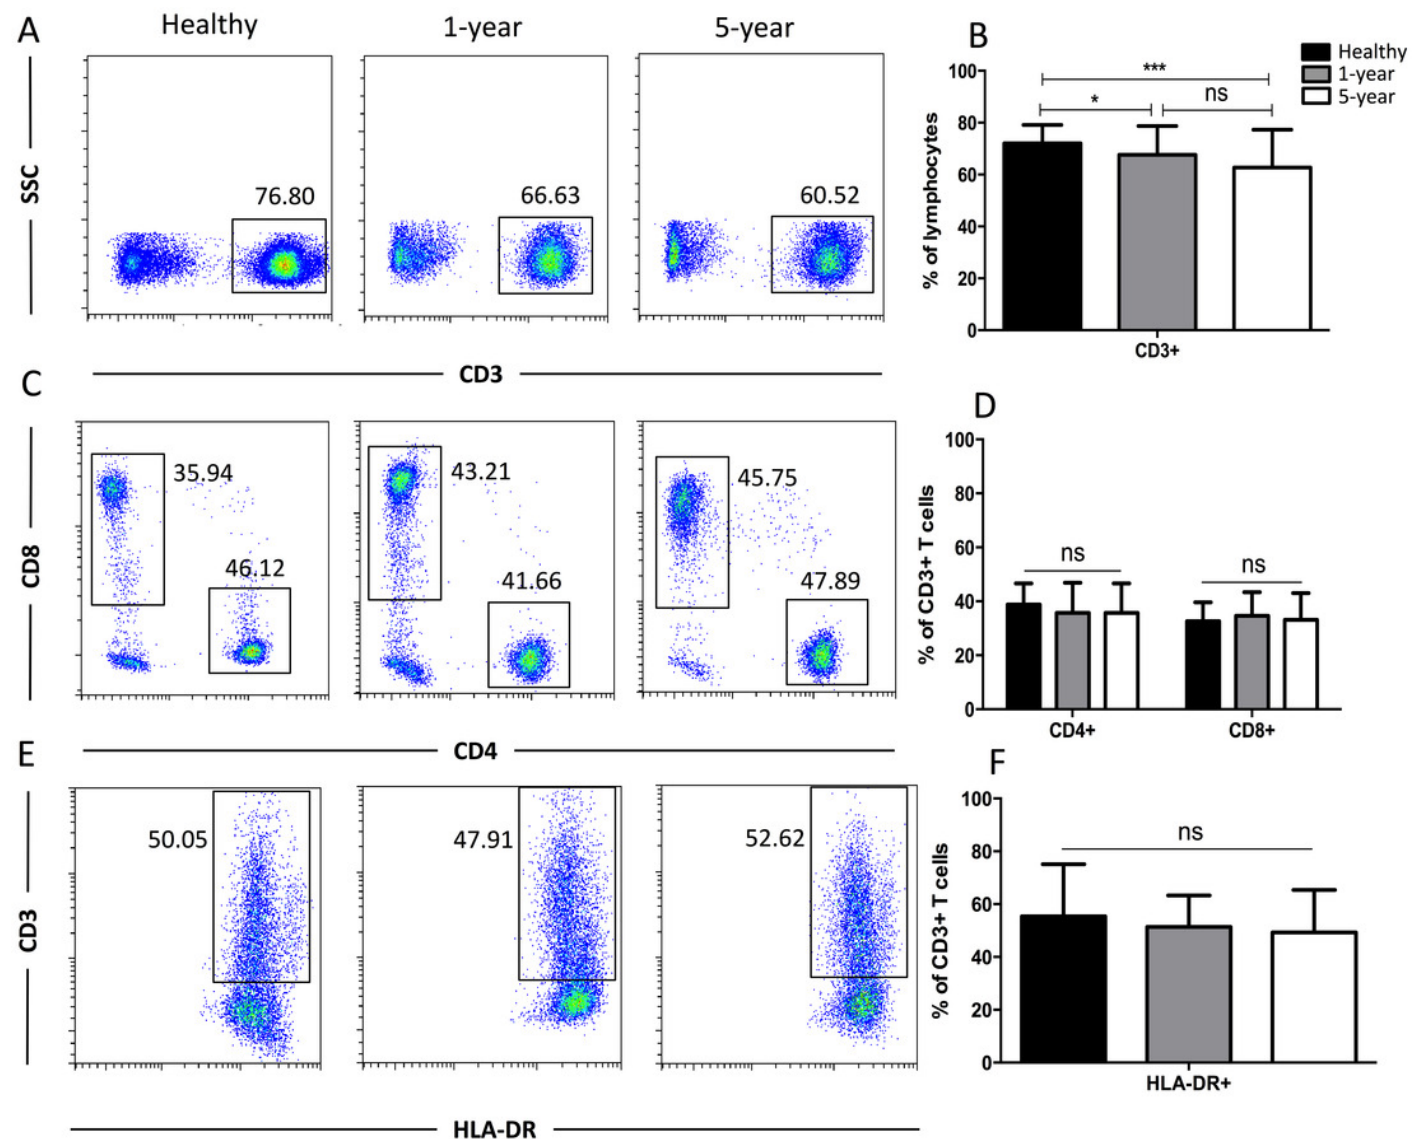 A
Healthy
1-year
5-year
SSC
76.80
66.63
60.52
CD3
B
Healthy
1-year
5-year
***
*
ns
% of lymphocytes
100
80
60
40
20
0
CD3+
C
CD8
35.94
46.12
43.21
41.66
45.75
47.89
CD4
D
% of CD3+ T cells
100
80
60
40
20
0
ns
ns
CD4+
CD8+
E
CD3
50.05
47.91
52.62
HLA-DR
F
% of CD3+ T cells
100
80
60
40
20
0
ns
HLA-DR+